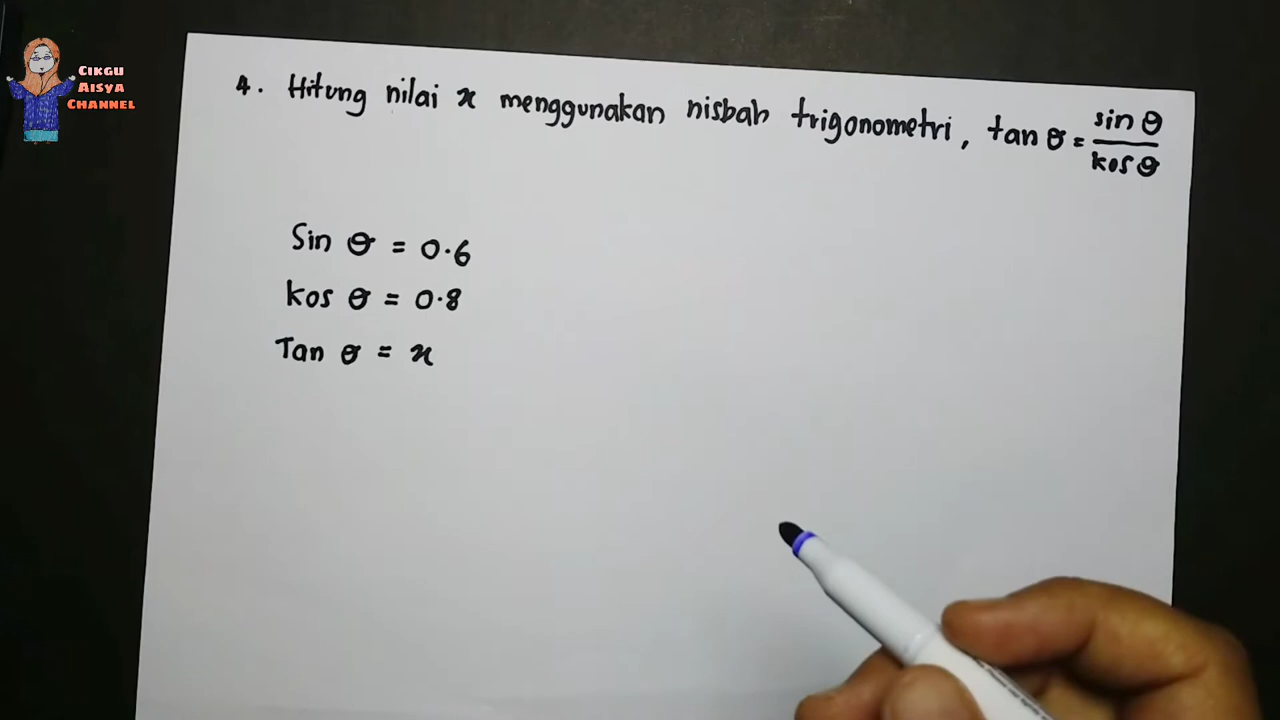 CIKGU
AISYA
CHANNEL
4. Hitung nilai x menggunakan nisbah trigonometri, tan θ = sin θ / kos θ
Sin θ = 0.6
kos θ = 0.8
Tan θ = x